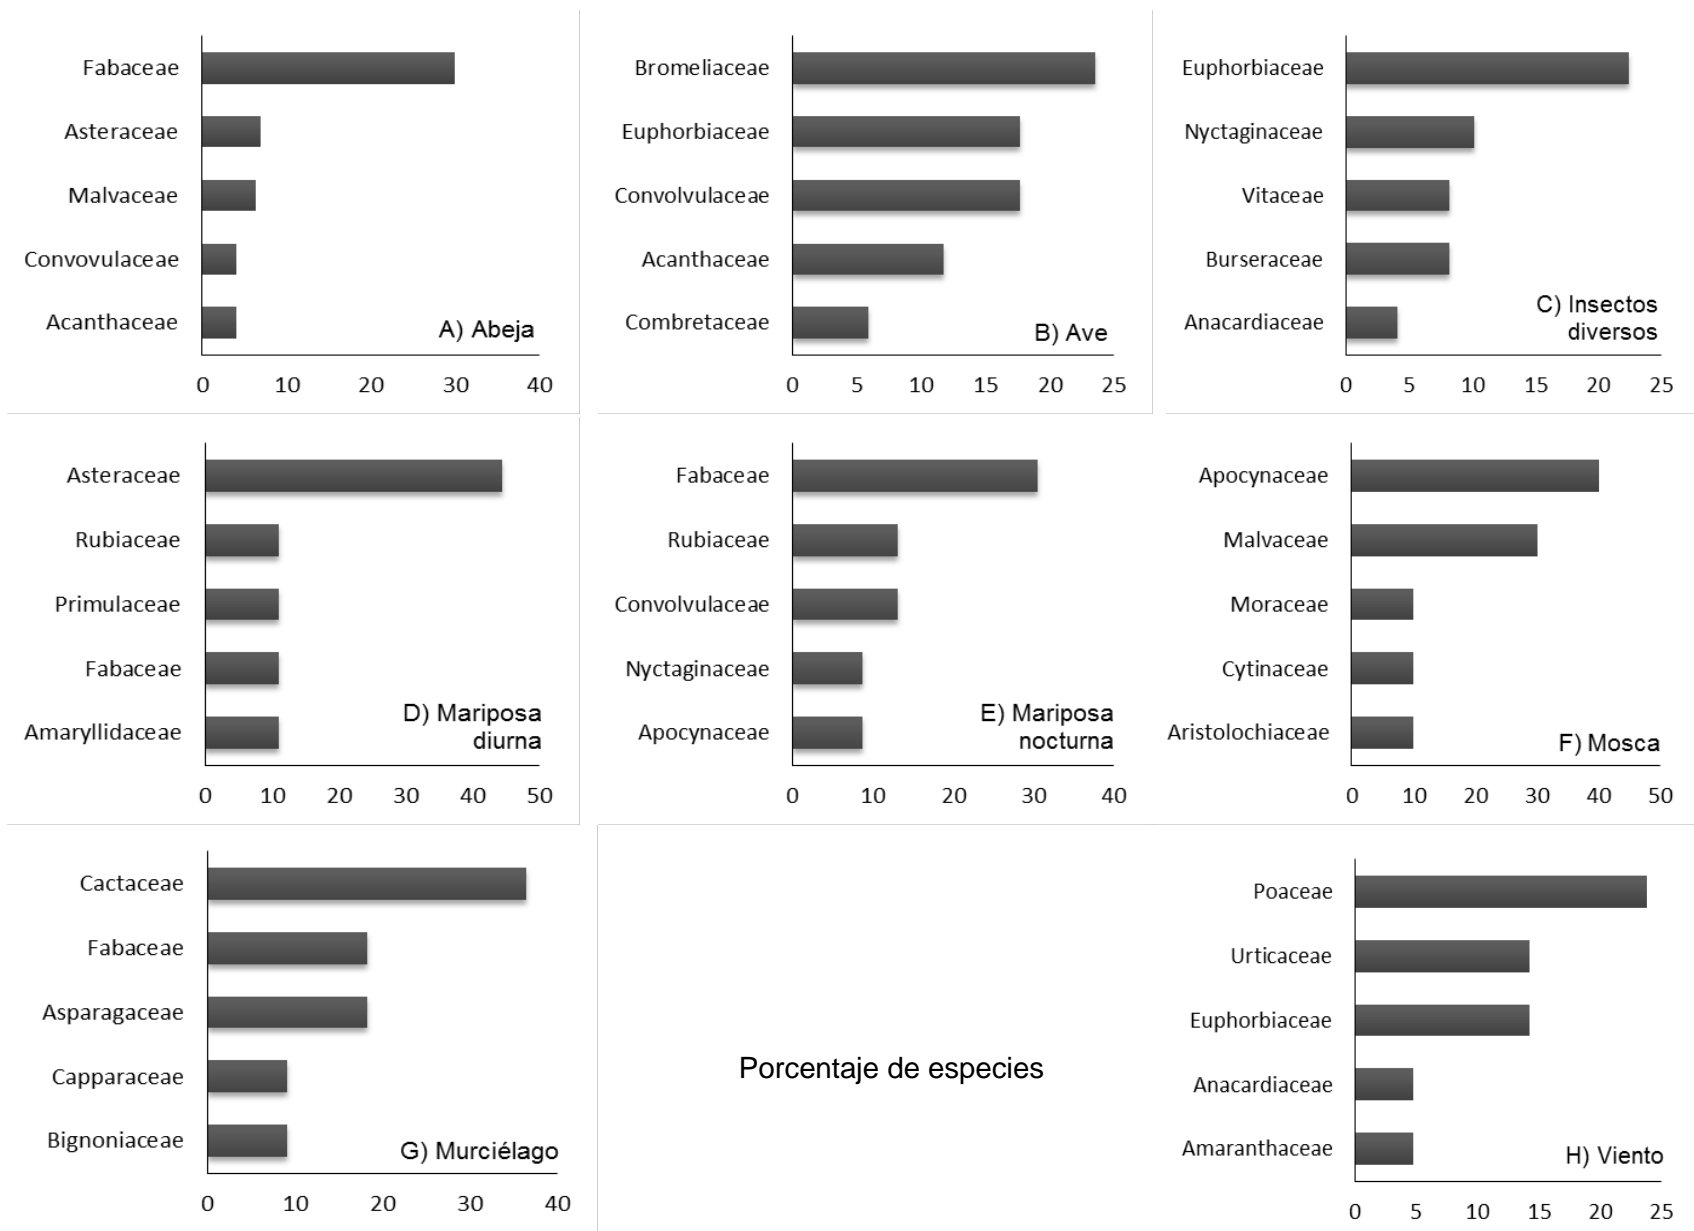 Fabaceae
Asteraceae
Malvaceae
Convovulaceae
Acanthaceae
A) Abeja
0 10 20 30 40
Bromeliaceae
Euphorbiaceae
Convolvulaceae
Acanthaceae
Combretaceae
B) Ave
0 5 10 15 20 25
Euphorbiaceae
Nyctaginaceae
Vitaceae
Burseraceae
Anacardiaceae
C) Insectos
diversos
0 5 10 15 20 25
Asteraceae
Rubiaceae
Primulaceae
Fabaceae
Amaryllidaceae
D) Mariposa
diurna
0 10 20 30 40 50
Fabaceae
Rubiaceae
Convolvulaceae
Nyctaginaceae
Apocynaceae
E) Mariposa
nocturna
0 10 20 30 40
Apocynaceae
Malvaceae
Moraceae
Cytinaceae
Aristolochiaceae
F) Mosca
0 10 20 30 40 50
Cactaceae
Fabaceae
Asparagaceae
Capparaceae
Bignoniaceae
G) Murciélago
0 10 20 30 40
Porcentaje de especies
Poaceae
Urticaceae
Euphorbiaceae
Anacardiaceae
Amaranthaceae
H) Viento
0 5 10 15 20 25